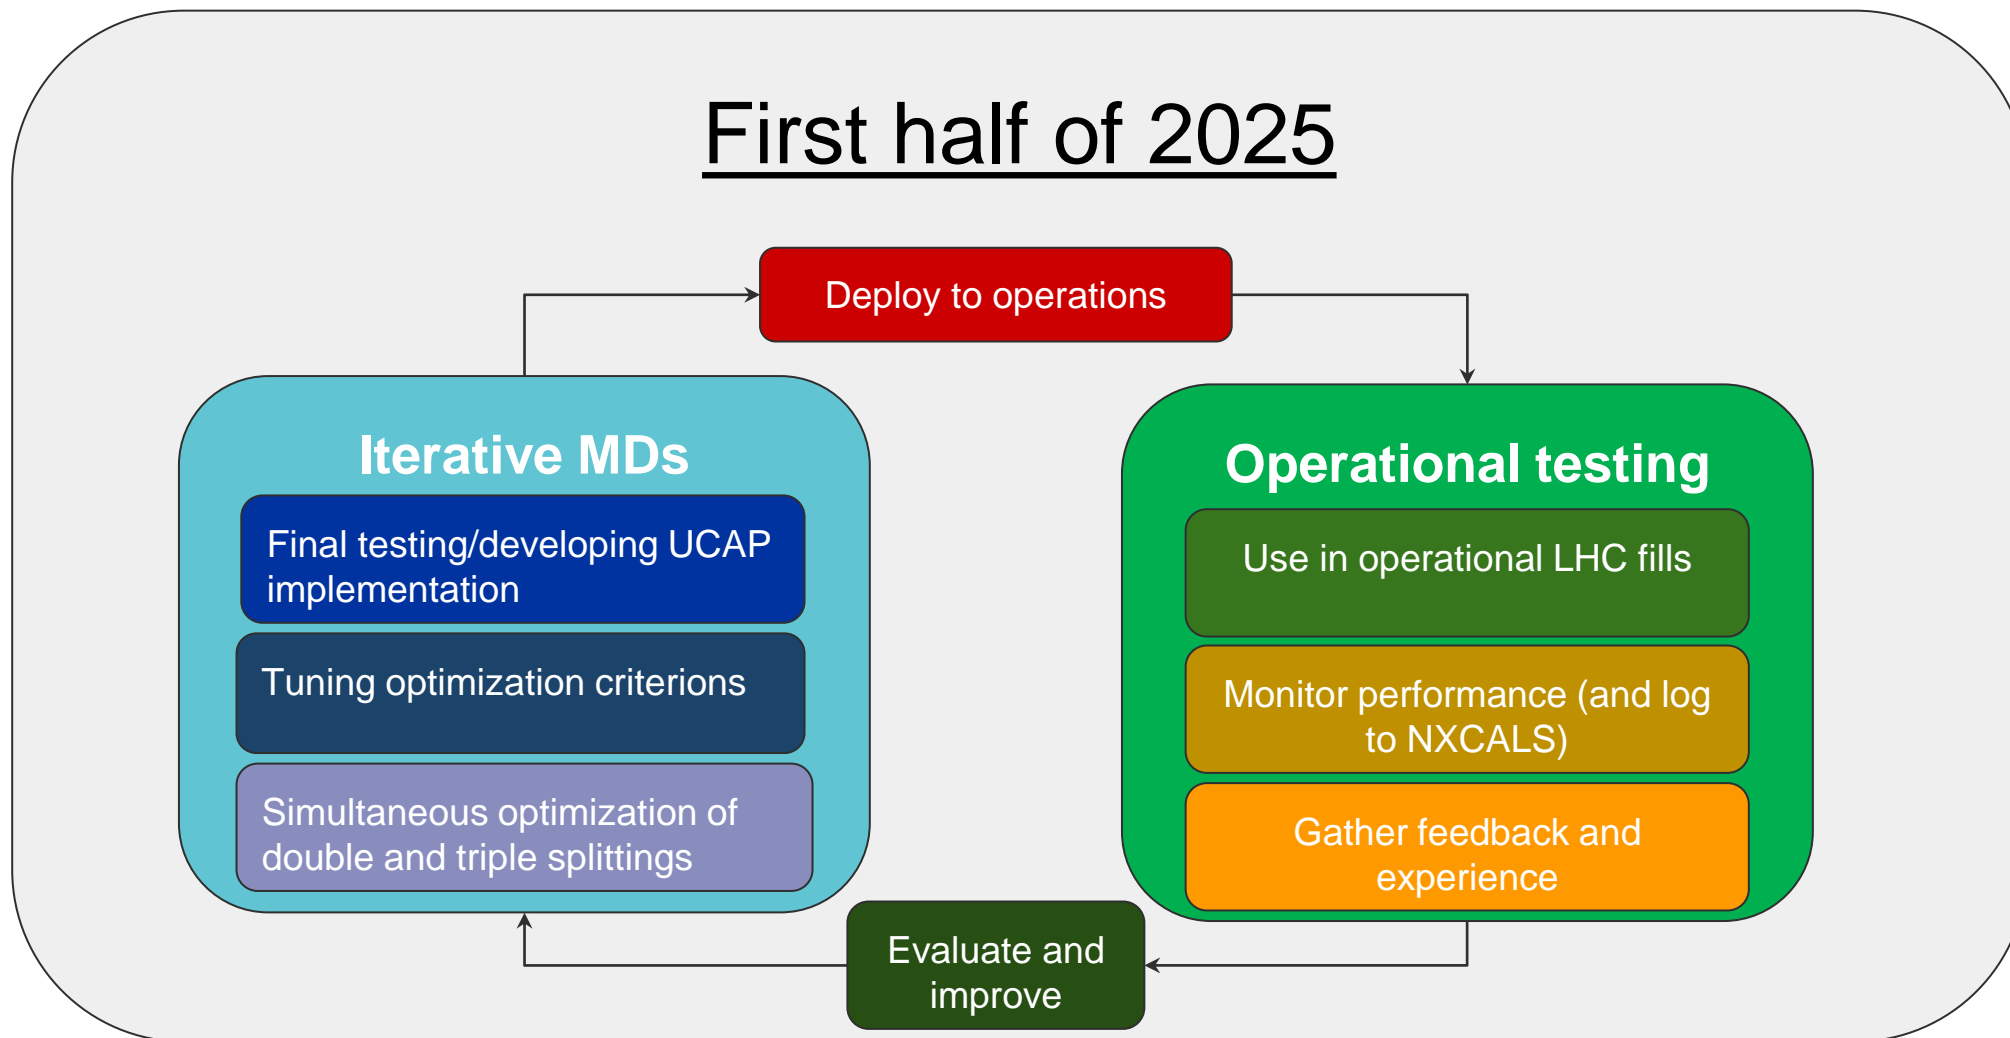 First half of 2025
Deploy to operations
Iterative MDs
Final testing/developing UCAP
implementation
Tuning optimization criterions
Simultaneous optimization of
double and triple splittings
Operational testing
Use in operational LHC fills
Monitor performance (and log
to NXCALS)
Gather feedback and
experience
Evaluate and
improve